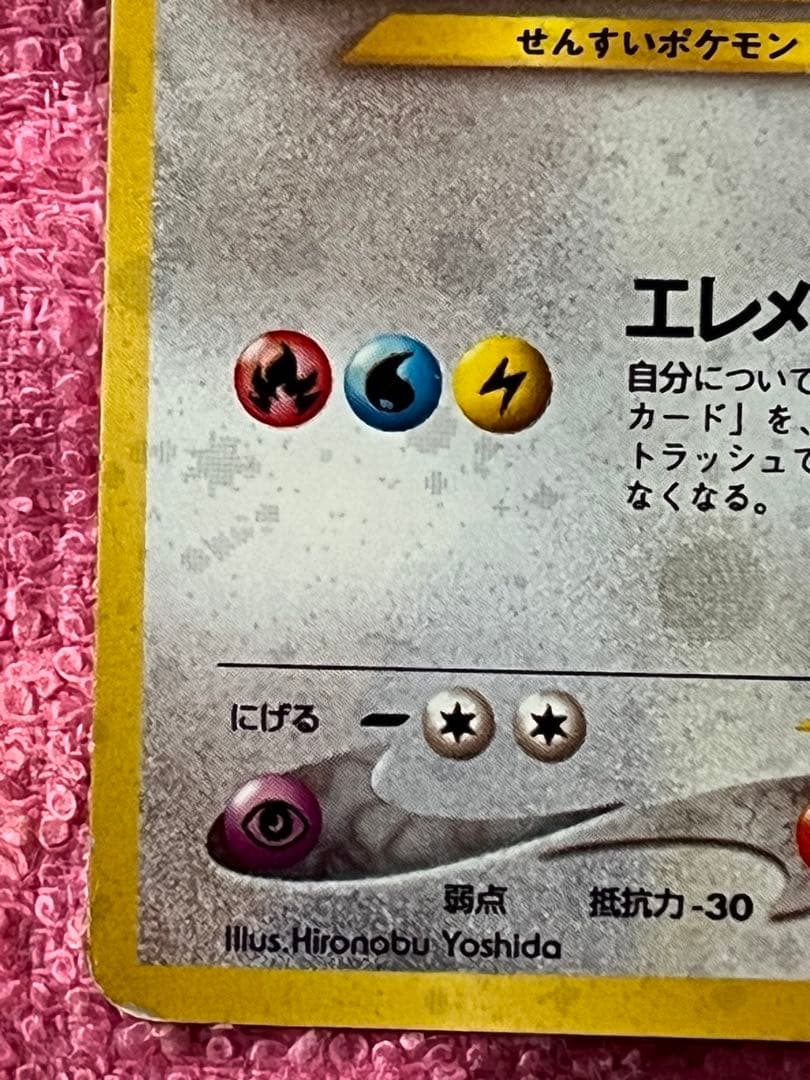 せんすいポケモン
エレメ
自分について
カード」を、
トラッシュで
なくなる。
にげる
弱点 抵抗力 -30
Illus.Hironobu Yoshida